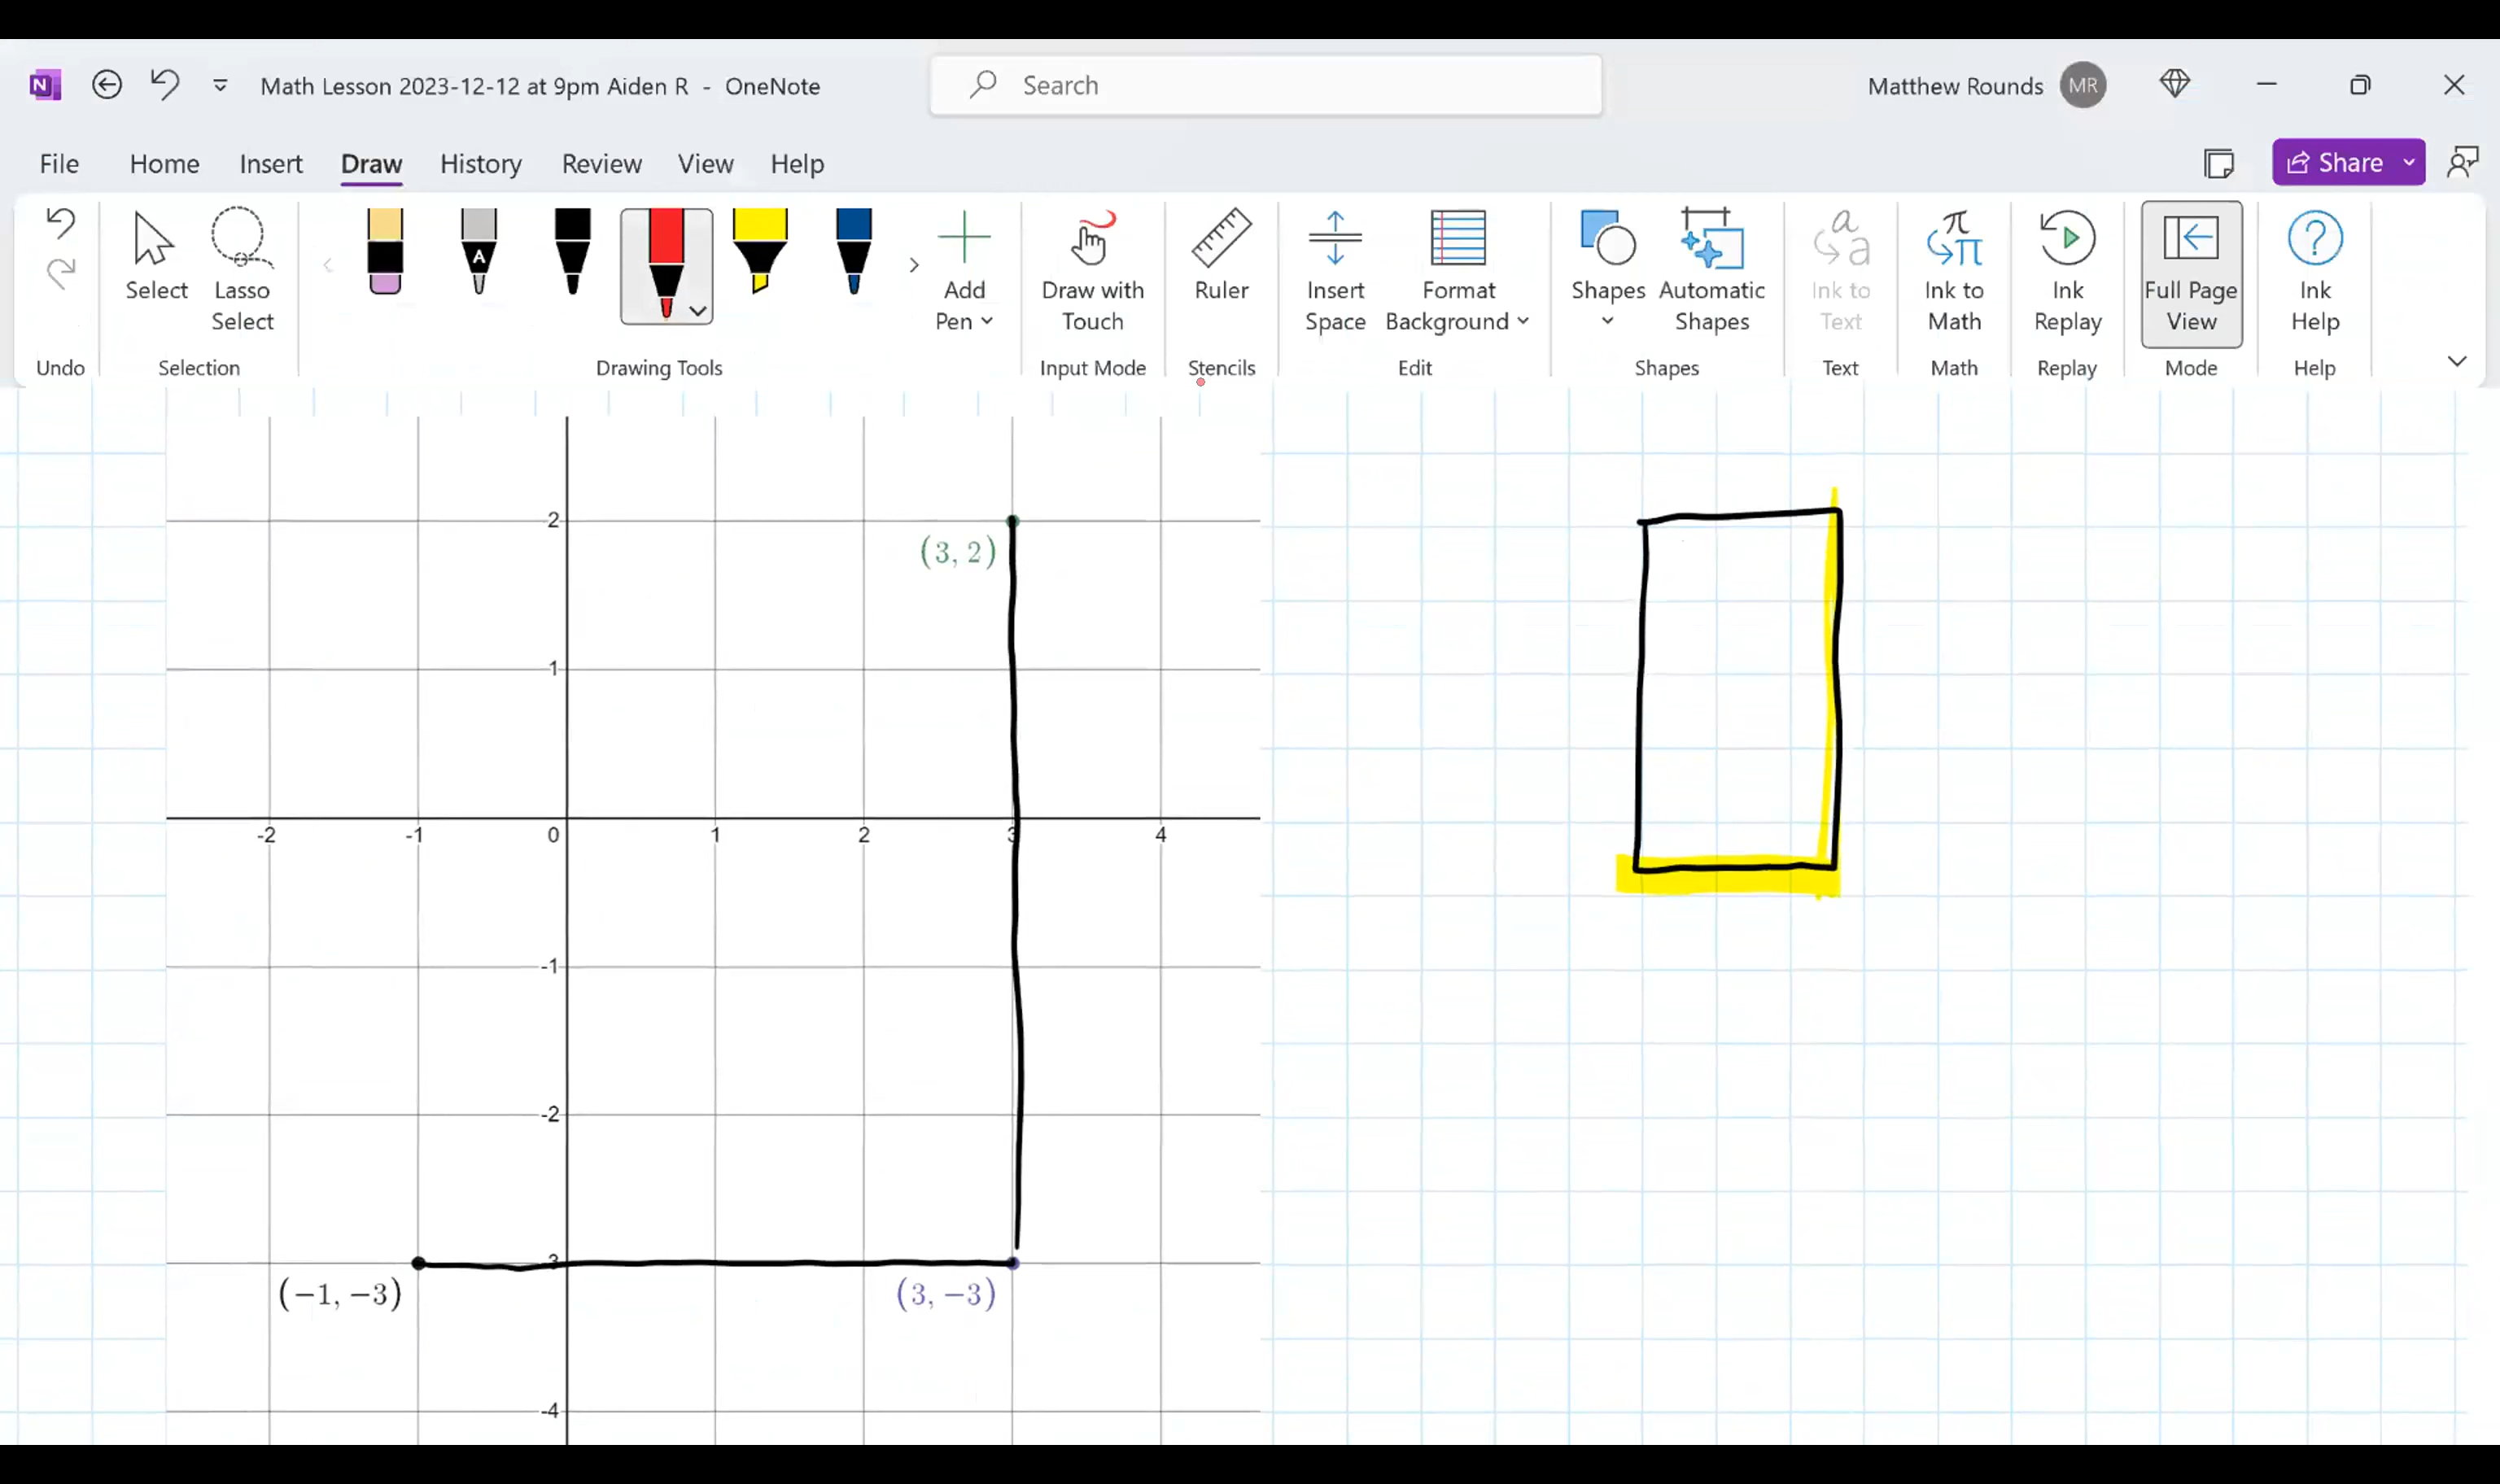 N Math Lesson 2023-12-12 at 9pm Aiden R - OneNote Search Matthew Rounds MR
File Home Insert Draw History Review View Help Share
A
Select Lasso Select Add Pen Draw with Touch Ruler Insert Space Format Background Shapes Automatic Shapes Ink to Text Ink to Math Ink Replay Full Page View Ink Help
Undo Selection Drawing Tools Input Mode Stencils Edit Shapes Text Math Replay Mode Help
2
(3, 2)
1
-2 -1 0 1 2 3 4
-1
-2
-3
(−1, −3) (3, −3)
-4